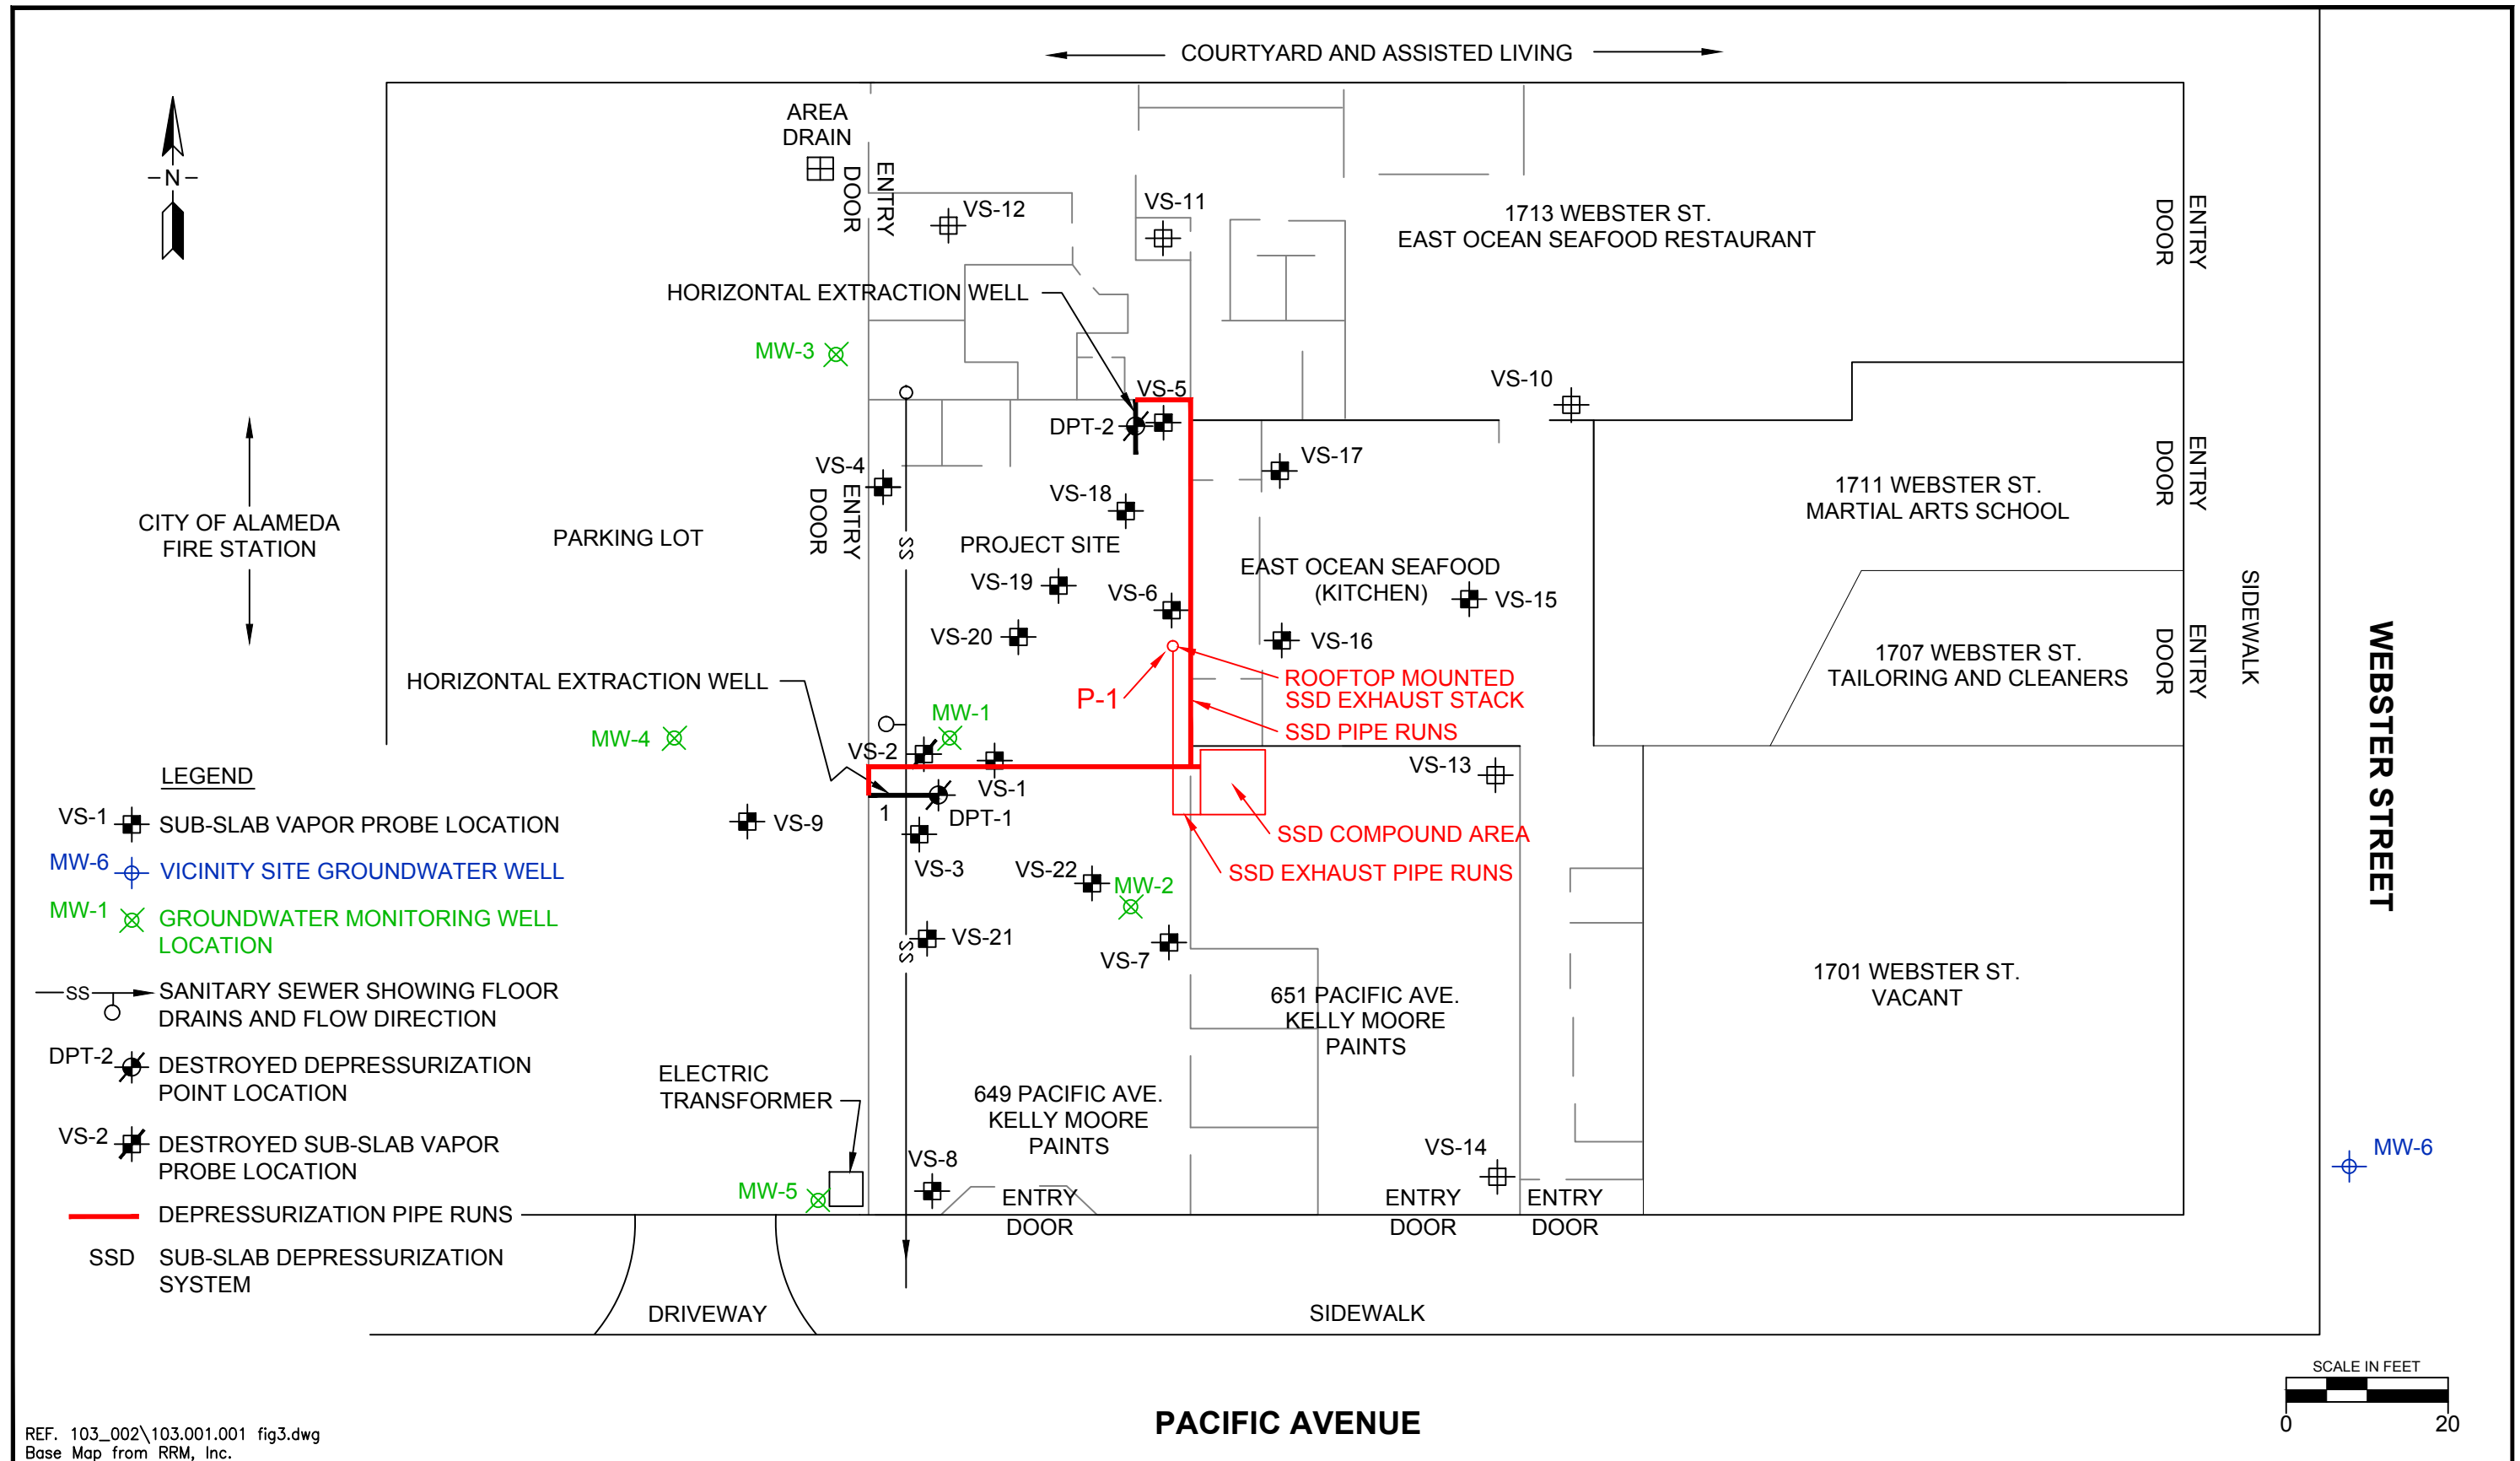 COURTYARD AND ASSISTED LIVING
AREA
DRAIN
ENTRY
DOOR
N
VS-12
VS-11
1713 WEBSTER ST.
EAST OCEAN SEAFOOD RESTAURANT
ENTRY
DOOR
HORIZONTAL EXTRACTION WELL
MW-3
VS-5
VS-10
DPT-2
VS-4
VS-17
ENTRY
DOOR
VS-18
1711 WEBSTER ST.
MARTIAL ARTS SCHOOL
ENTRY
DOOR
CITY OF ALAMEDA
FIRE STATION
PARKING LOT
SS
PROJECT SITE
VS-19
VS-6
EAST OCEAN SEAFOOD
(KITCHEN)
VS-15
SIDEWALK
VS-20
VS-16
1707 WEBSTER ST.
TAILORING AND CLEANERS
ENTRY
DOOR
WEBSTER STREET
HORIZONTAL EXTRACTION WELL
P-1
ROOFTOP MOUNTED
SSD EXHAUST STACK
SSD PIPE RUNS
MW-4
MW-1
VS-2
VS-1
VS-13
1
DPT-1
VS-9
VS-3
SSD COMPOUND AREA
SSD EXHAUST PIPE RUNS
VS-22
MW-2
VS-21
SS
VS-7
651 PACIFIC AVE.
KELLY MOORE
PAINTS
1701 WEBSTER ST.
VACANT
ELECTRIC
TRANSFORMER
649 PACIFIC AVE.
KELLY MOORE
PAINTS
VS-8
VS-14
MW-5
MW-6
ENTRY
DOOR
ENTRY
DOOR
ENTRY
DOOR
DRIVEWAY
SIDEWALK
LEGEND
VS-1 SUB-SLAB VAPOR PROBE LOCATION
MW-6 VICINITY SITE GROUNDWATER WELL
MW-1 GROUNDWATER MONITORING WELL
LOCATION
SS SANITARY SEWER SHOWING FLOOR
DRAINS AND FLOW DIRECTION
DPT-2 DESTROYED DEPRESSURIZATION
POINT LOCATION
VS-2 DESTROYED SUB-SLAB VAPOR
PROBE LOCATION
DEPRESSURIZATION PIPE RUNS
SSD SUB-SLAB DEPRESSURIZATION
SYSTEM
PACIFIC AVENUE
SCALE IN FEET
0 20
REF. 103_002\103.001.001 fig3.dwg
Base Map from RRM, Inc.